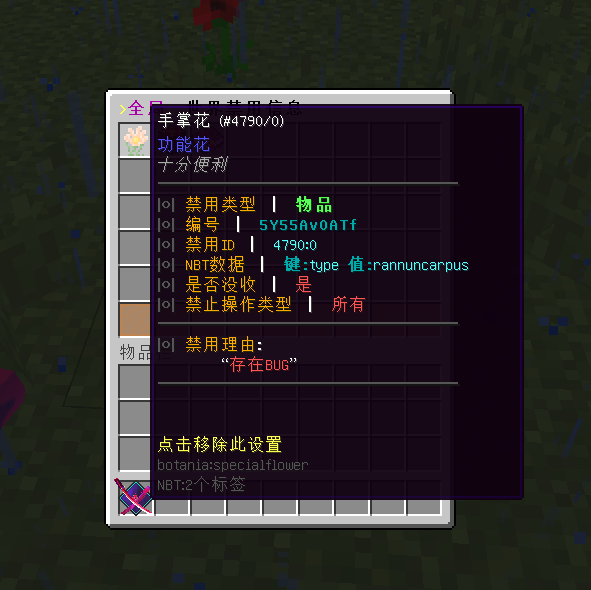 ›全
手掌花 (#4790/0)
功能花
十分便利
|o| 禁用类型 | 物品
|o| 编号 | 5Y55AvOATf
|o| 禁用ID | 4790:0
|o| NBT数据 | 键:type 值:rannuncarpus
|o| 是否没收 | 是
|o| 禁止操作类型 | 所有
|o| 禁用理由:
“存在BUG”
物品
点击移除此设置
botania:specialflower
NBT:2个标签